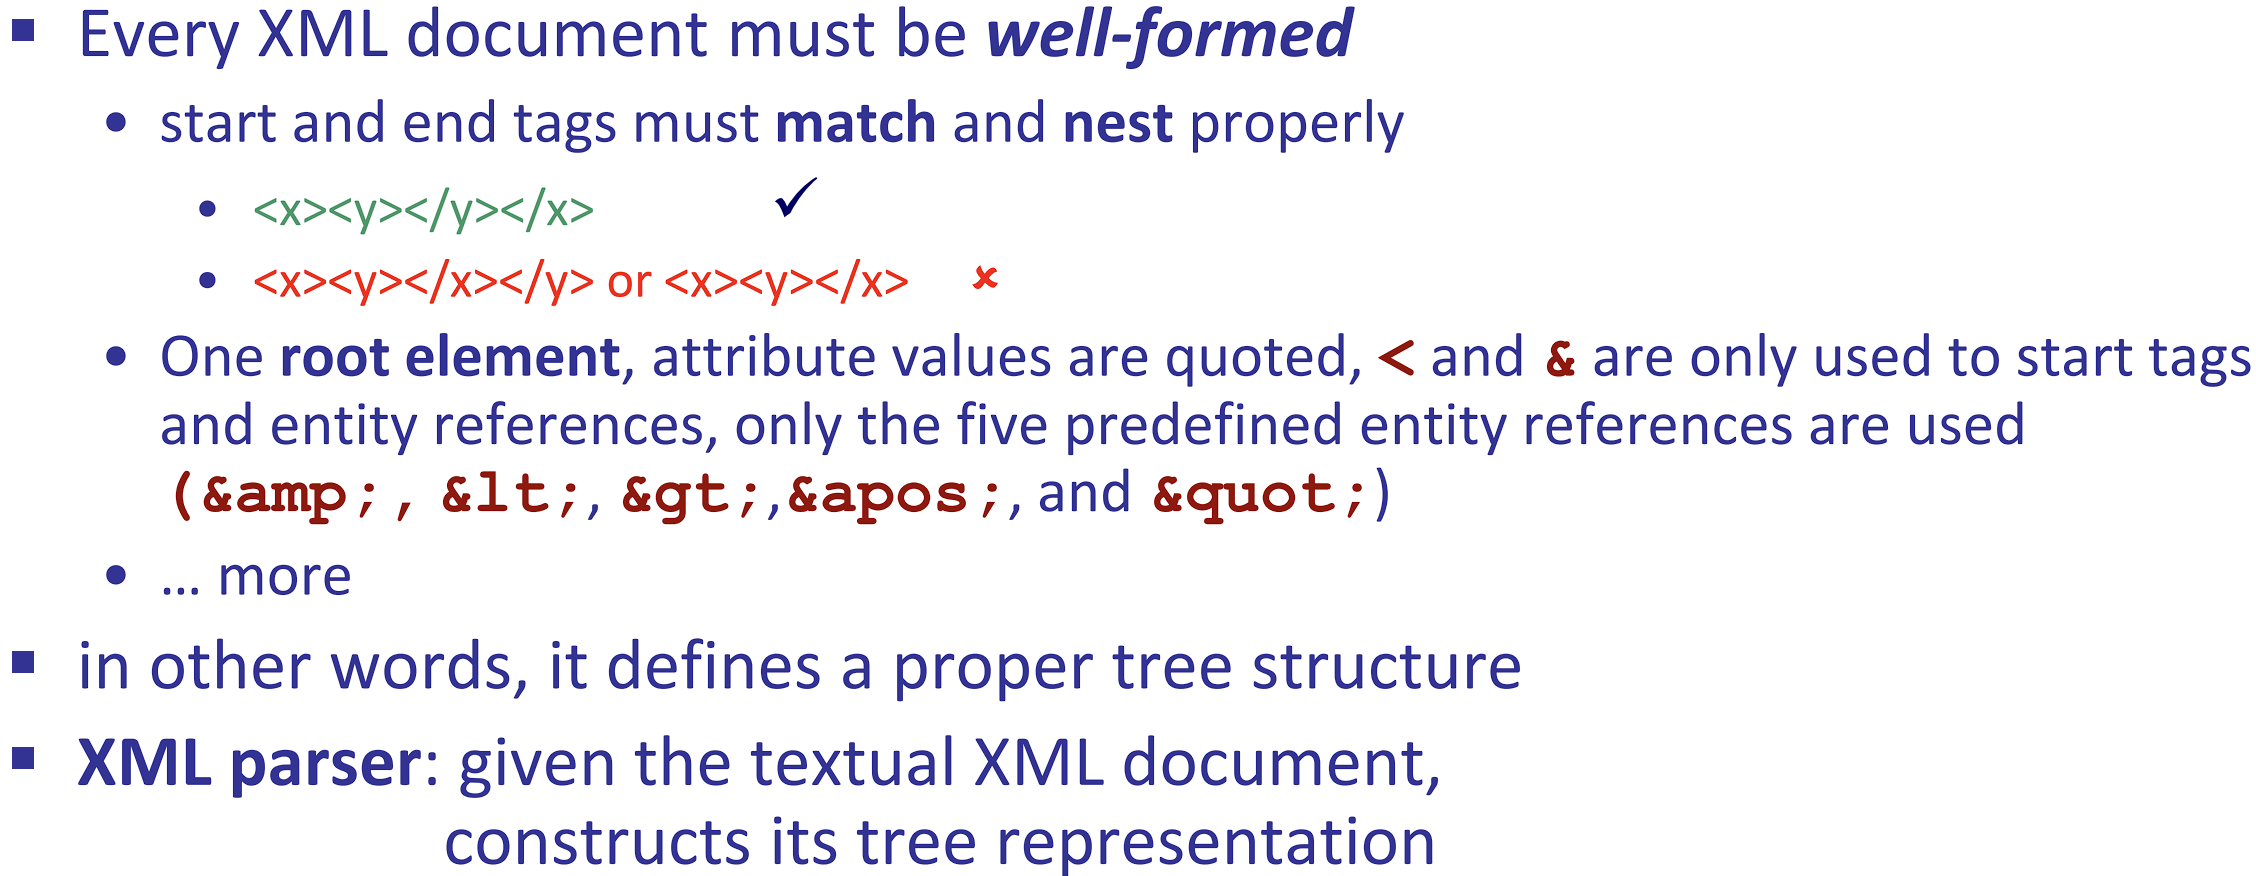 ▪ Every XML document must be well-formed
• start and end tags must match and nest properly
• <x><y></y></x> ✓
• <x><y></x></y> or <x><y></x> ✘
• One root element, attribute values are quoted, < and & are only used to start tags
and entity references, only the five predefined entity references are used
(&amp;, &lt;, &gt;,&apos;, and &quot;)
• … more
▪ in other words, it defines a proper tree structure
▪ XML parser: given the textual XML document,
constructs its tree representation